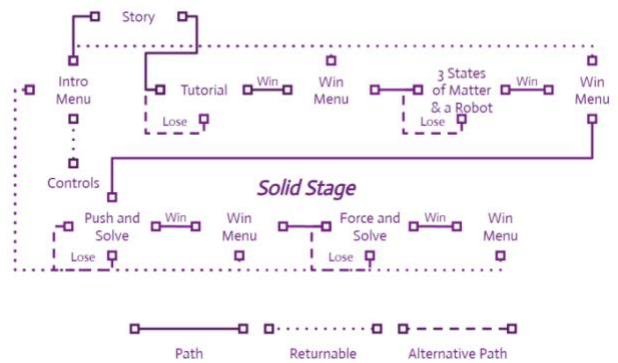 Story
Intro
Menu
Tutorial
Win
Win
Menu
3 States
of Matter
& a Robot
Win
Win
Menu
Lose
Lose
Controls
Solid Stage
Push and
Solve
Win
Win
Menu
Force and
Solve
Win
Win
Menu
Lose
Lose
Path
Returnable
Alternative Path